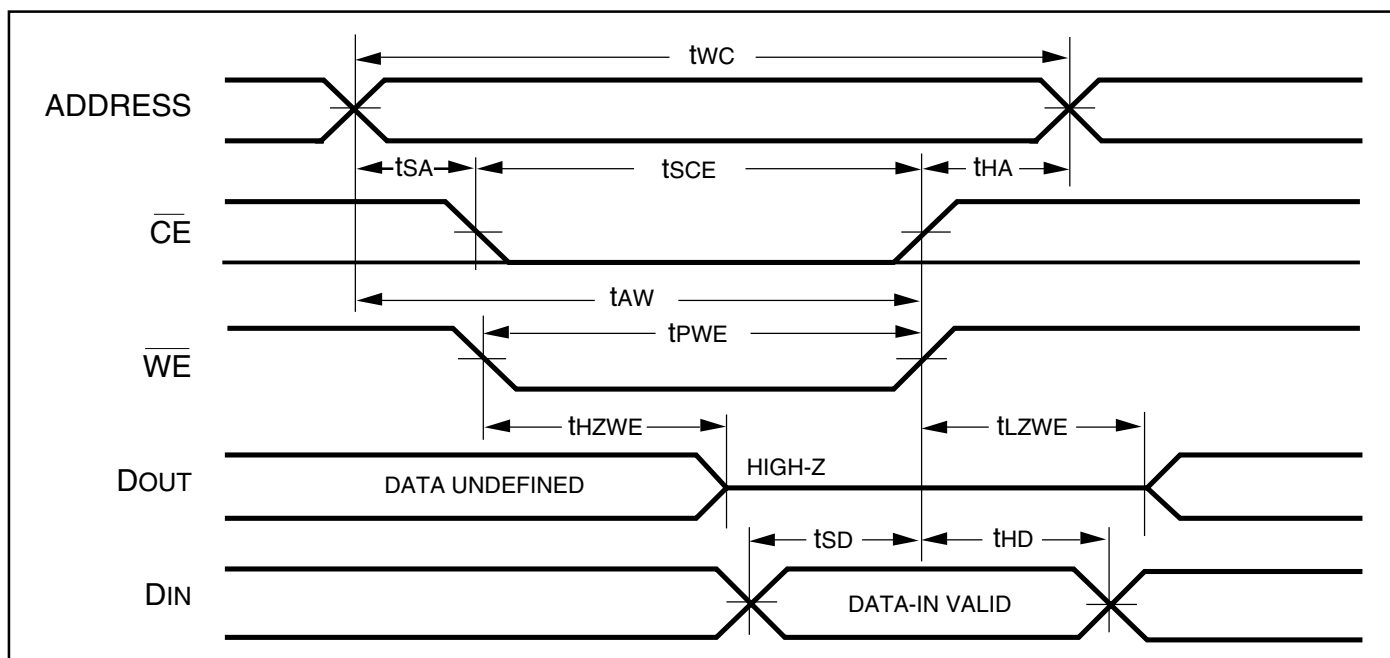 tWC
ADDRESS
tSA tSCE tHA
CE
tAW
tPWE
WE
tHZWE tLZWE
HIGH-Z
DOUT DATA UNDEFINED
tSD tHD
DIN DATA-IN VALID